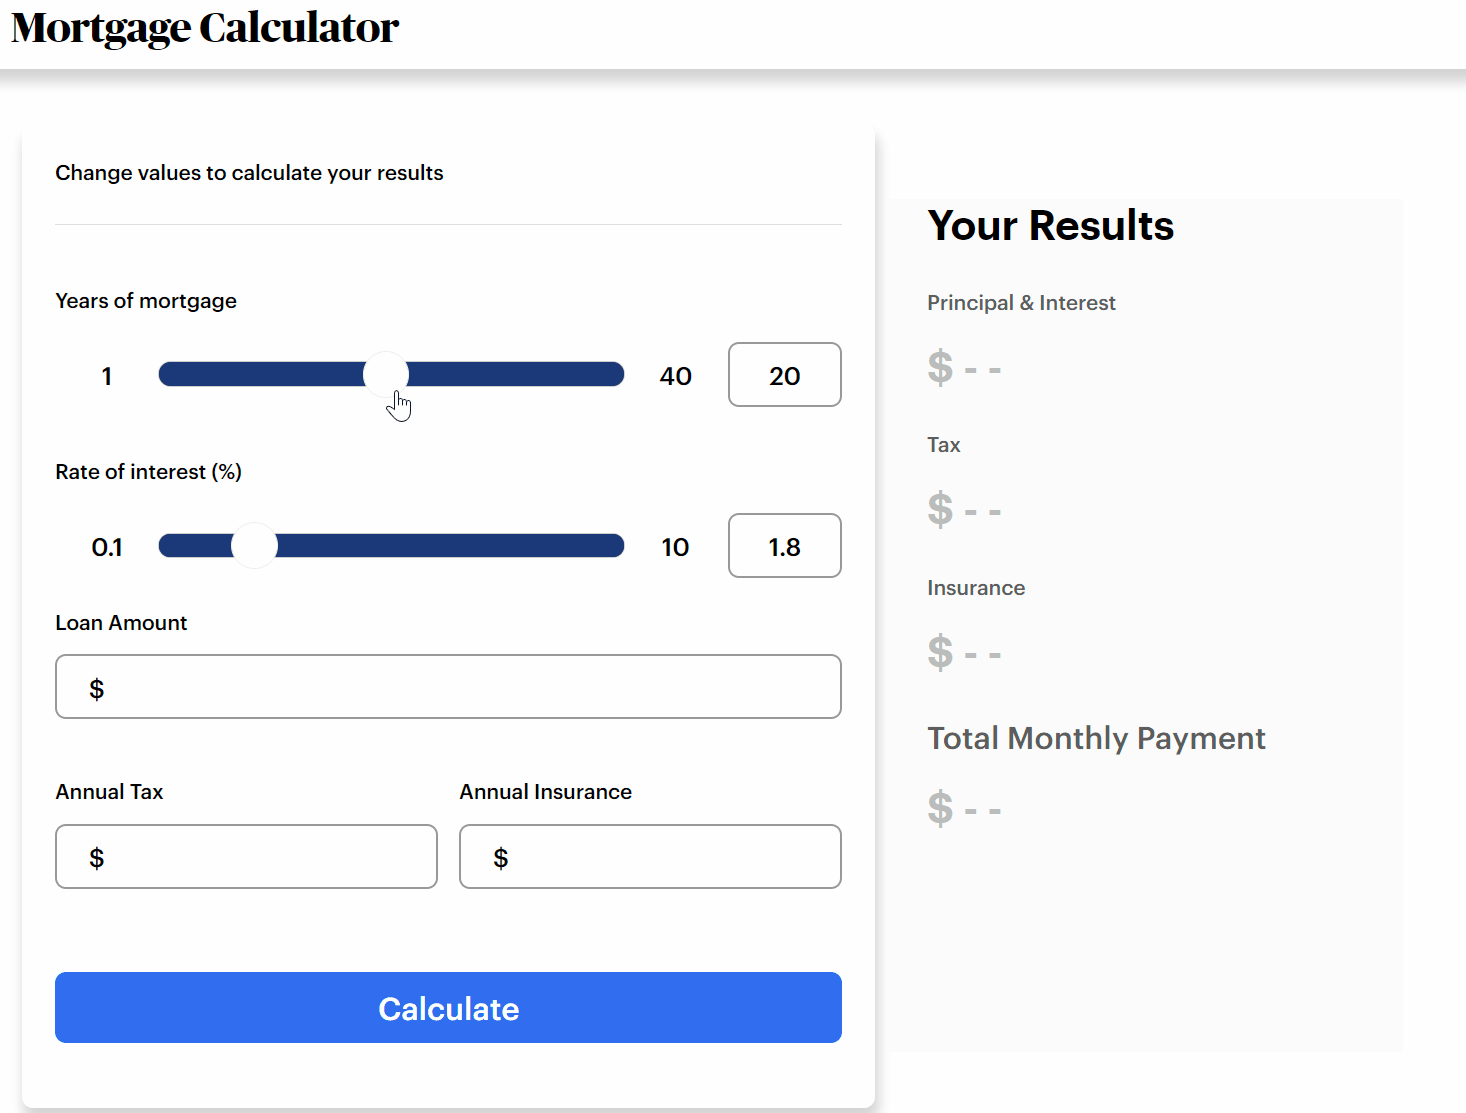 Mortgage Calculator
Change values to calculate your results
Years of mortgage
1
40
20
Rate of interest (%)
0.1
10
1.8
Loan Amount
$
Annual Tax
Annual Insurance
$
$
Calculate
Your Results
Principal & Interest
$ - -
Tax
$ - -
Insurance
$ - -
Total Monthly Payment
$ - -